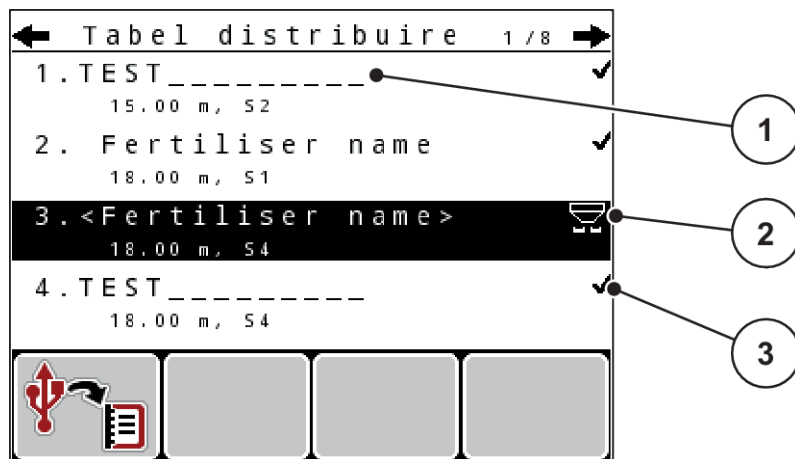 Tabel distribuire 1/8
1.TEST_________
15.00 m, S2
2. Fertiliser name
18.00 m, S1
3.<Fertiliser name>
18.00 m, S4
4.TEST_________
18.00 m, S4
1
2
3